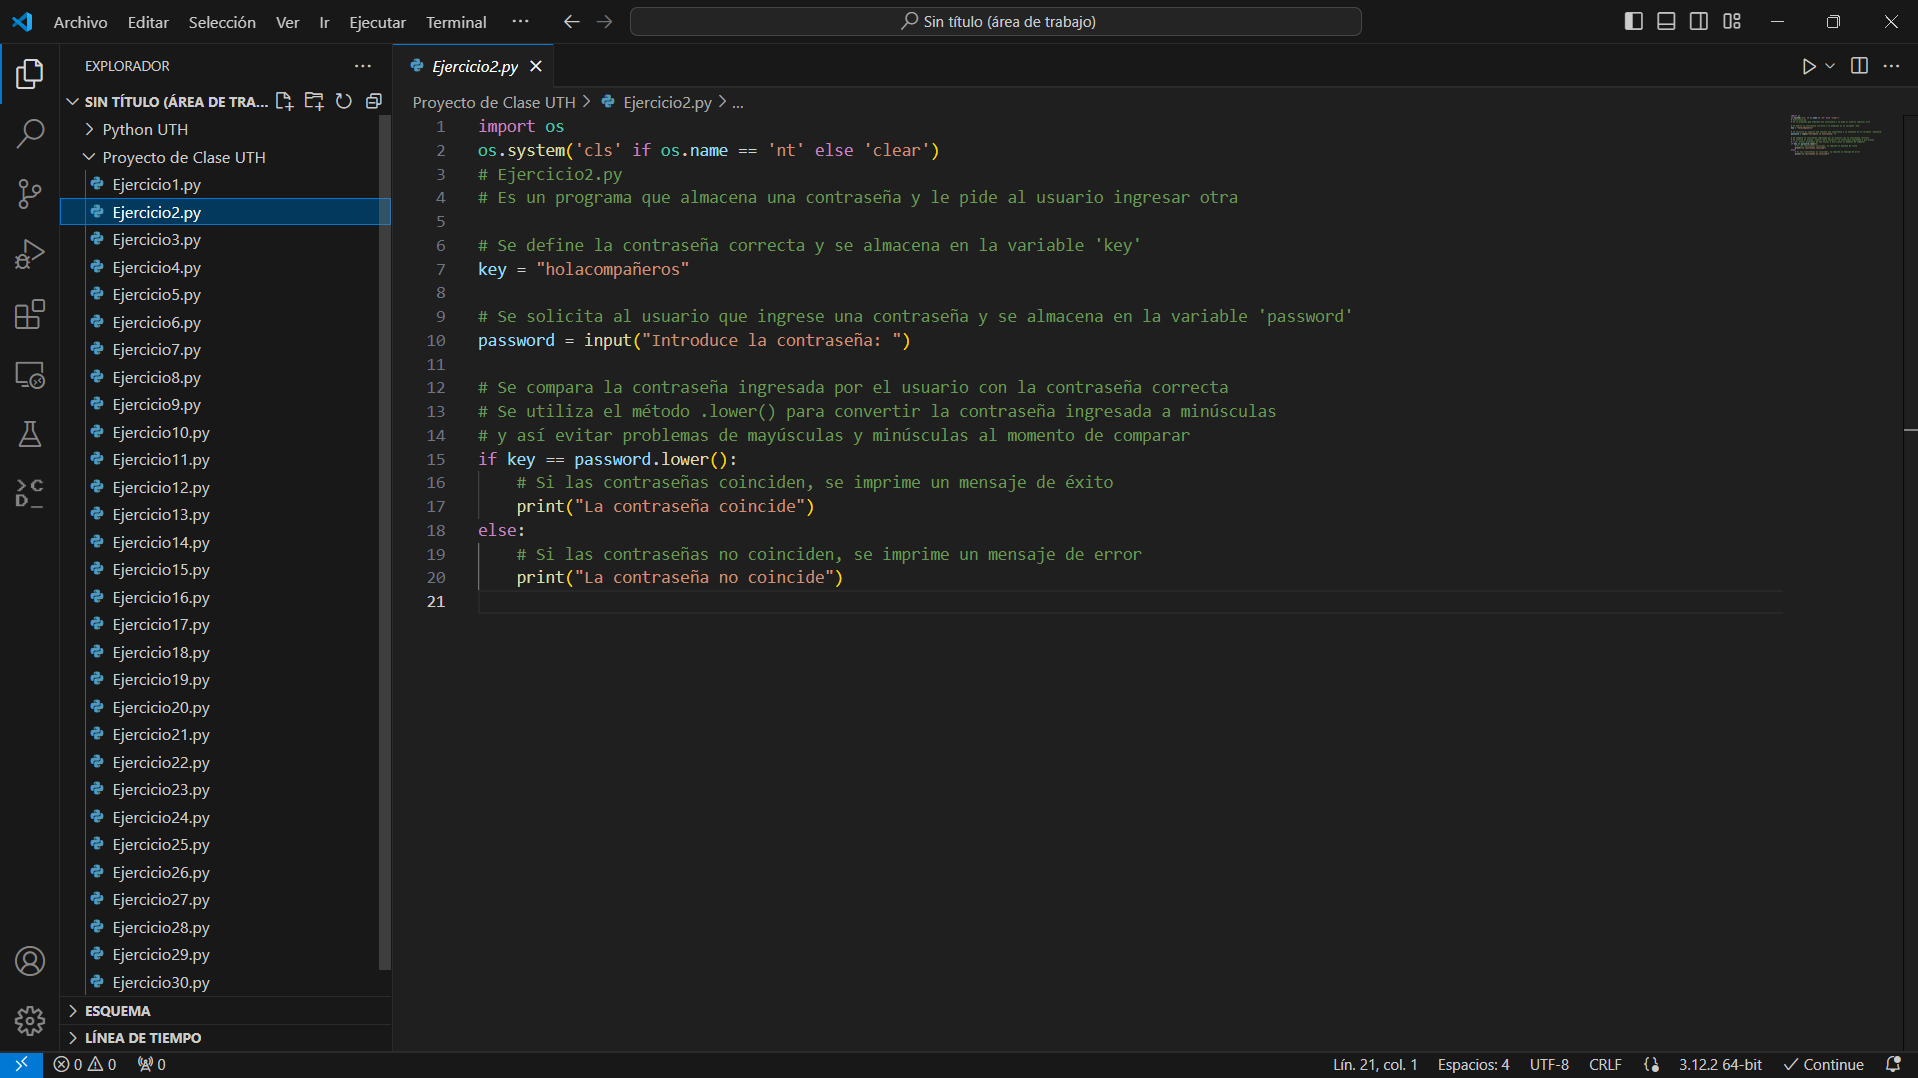 Archivo Editar Selección Ver Ir Ejecutar Terminal ···
Sin título (área de trabajo)
EXPLORADOR
SIN TÍTULO (ÁREA DE TRA...
Python UTH
Proyecto de Clase UTH
Ejercicio1.py
Ejercicio2.py
Ejercicio3.py
Ejercicio4.py
Ejercicio5.py
Ejercicio6.py
Ejercicio7.py
Ejercicio8.py
Ejercicio9.py
Ejercicio10.py
Ejercicio11.py
Ejercicio12.py
Ejercicio13.py
Ejercicio14.py
Ejercicio15.py
Ejercicio16.py
Ejercicio17.py
Ejercicio18.py
Ejercicio19.py
Ejercicio20.py
Ejercicio21.py
Ejercicio22.py
Ejercicio23.py
Ejercicio24.py
Ejercicio25.py
Ejercicio26.py
Ejercicio27.py
Ejercicio28.py
Ejercicio29.py
Ejercicio30.py
ESQUEMA
LÍNEA DE TIEMPO
Ejercicio2.py
Proyecto de Clase UTH > Ejercicio2.py > ...
1 import os
2 os.system('cls' if os.name == 'nt' else 'clear')
3 # Ejercicio2.py
4 # Es un programa que almacena una contraseña y le pide al usuario ingresar otra
5
6 # Se define la contraseña correcta y se almacena en la variable 'key'
7 key = "holacompañeros"
8
9 # Se solicita al usuario que ingrese una contraseña y se almacena en la variable 'password'
10 password = input("Introduce la contraseña: ")
11
12 # Se compara la contraseña ingresada por el usuario con la contraseña correcta
13 # Se utiliza el método .lower() para convertir la contraseña ingresada a minúsculas
14 # y así evitar problemas de mayúsculas y minúsculas al momento de comparar
15 if key == password.lower():
16     # Si las contraseñas coinciden, se imprime un mensaje de éxito
17     print("La contraseña coincide")
18 else:
19     # Si las contraseñas no coinciden, se imprime un mensaje de error
20     print("La contraseña no coincide")
21
0 0 0
Lín. 21, col. 1 Espacios: 4 UTF-8 CRLF 3.12.2 64-bit Continue